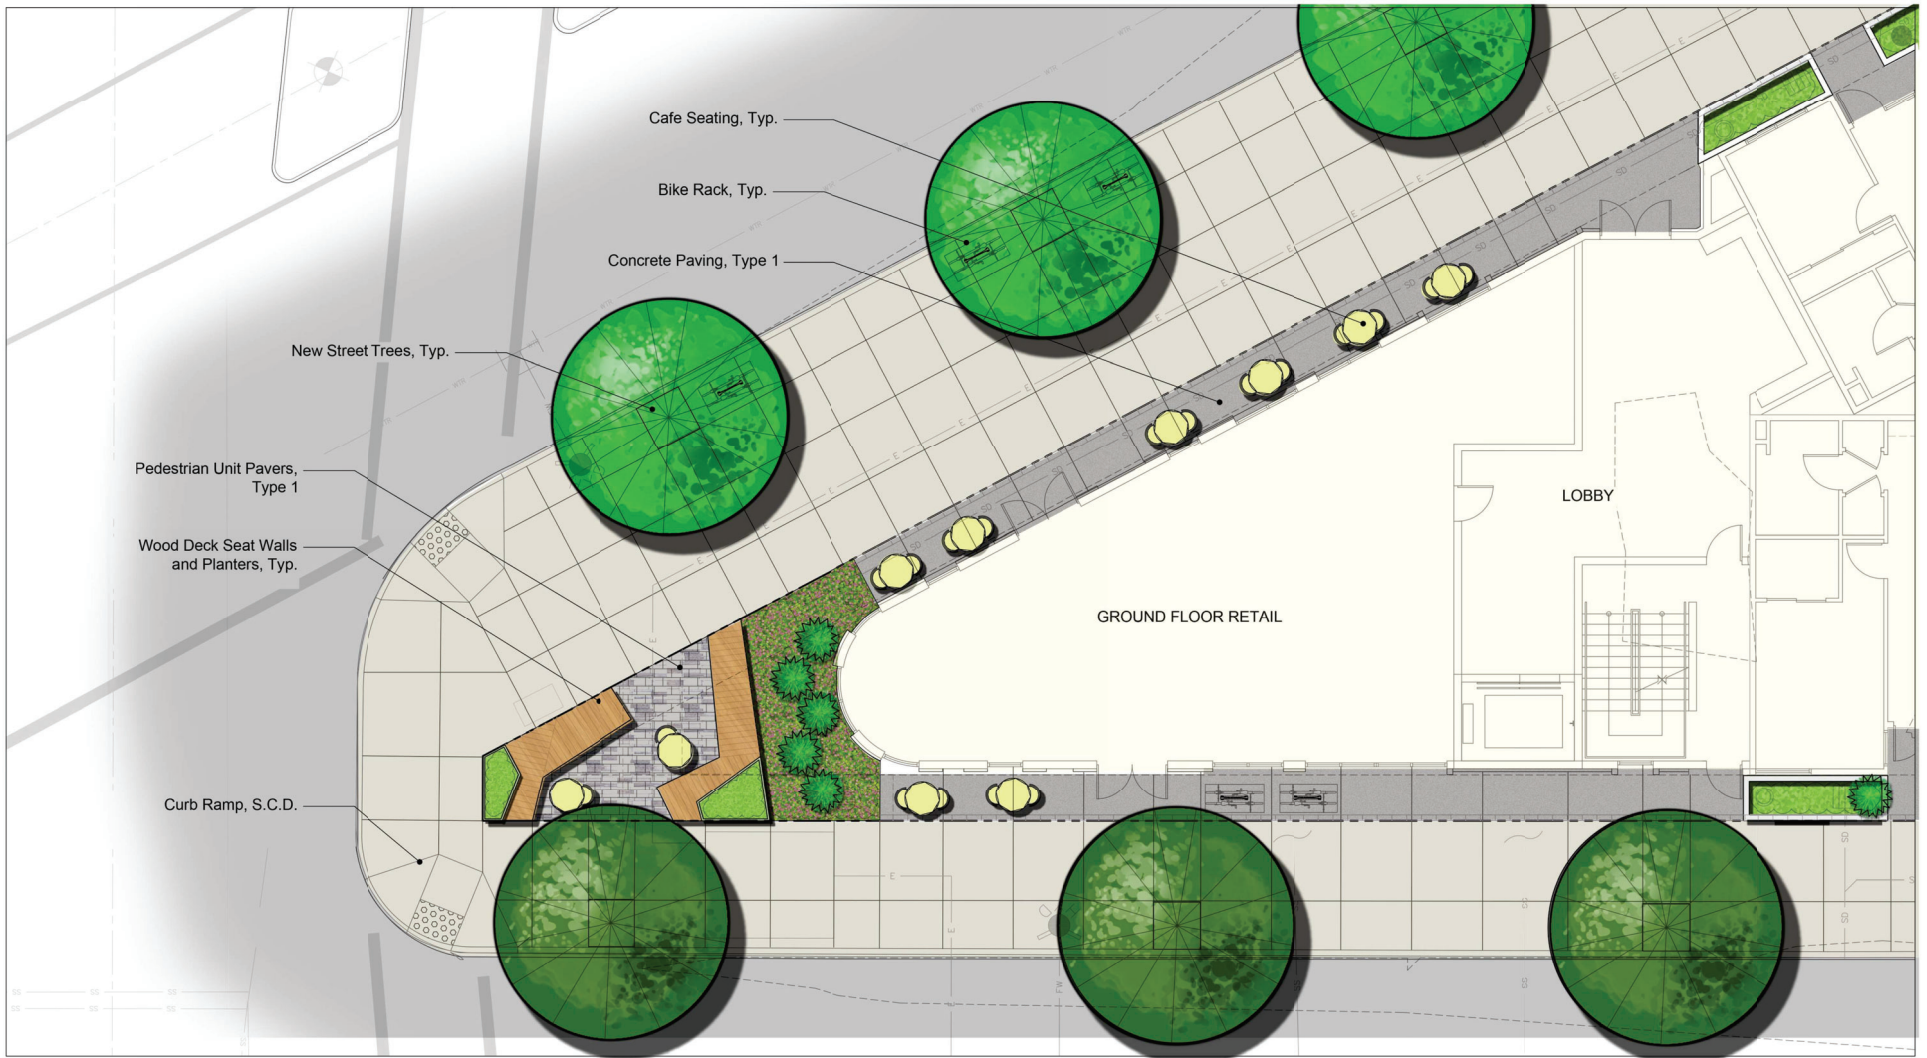 Cafe Seating, Typ.
Bike Rack, Typ.
Concrete Paving, Type 1
New Street Trees, Typ.
Pedestrian Unit Pavers,
Type 1
LOBBY
Wood Deck Seat Walls
and Planters, Typ.
GROUND FLOOR RETAIL
Curb Ramp, S.C.D.